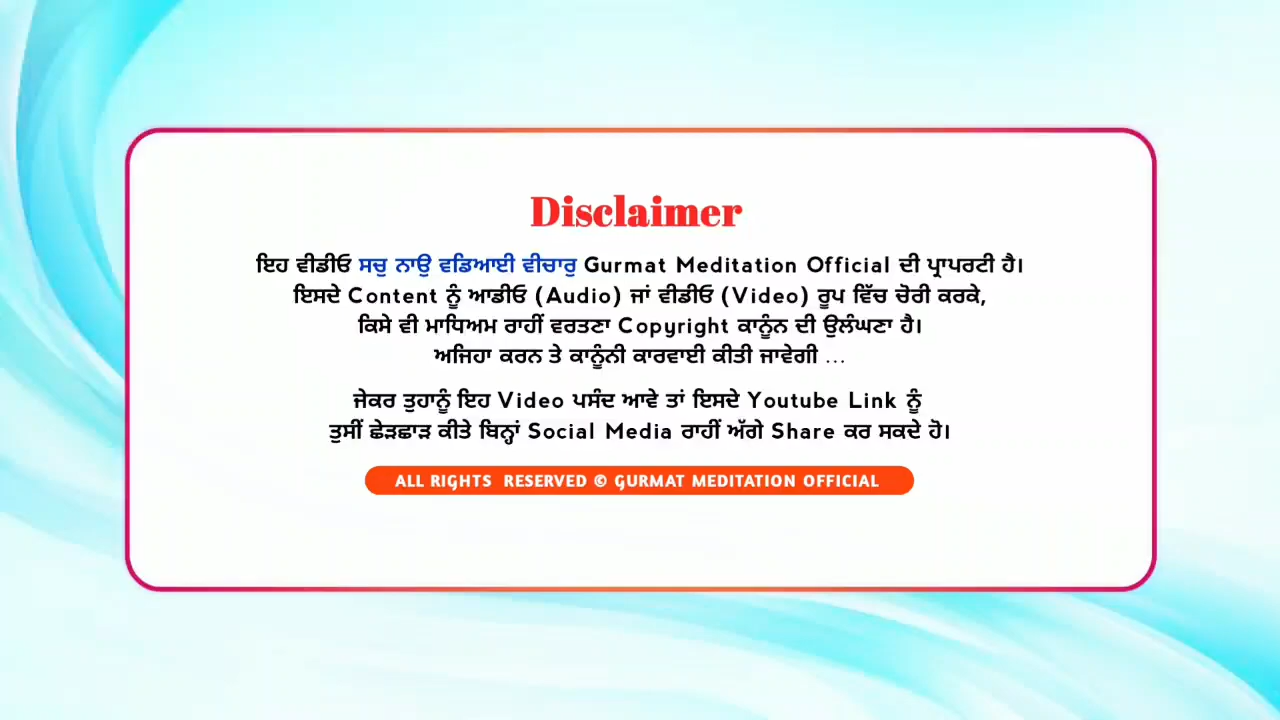 Disclaimer
ਇਹ ਵੀਡੀਓ ਸਚੁ ਨਾਉ ਵਡਿਆਈ ਵੀਚਾਰੁ Gurmat Meditation Official ਦੀ ਪ੍ਰਾਪਰਟੀ ਹੈ।
ਇਸਦੇ Content ਨੂੰ ਆਡੀਓ (Audio) ਜਾਂ ਵੀਡੀਓ (Video) ਰੂਪ ਵਿੱਚ ਚੋਰੀ ਕਰਕੇ,
ਕਿਸੇ ਵੀ ਮਾਧਿਅਮ ਰਾਹੀਂ ਵਰਤਣਾ Copyright ਕਾਨੂੰਨ ਦੀ ਉਲੰਘਣਾ ਹੈ।
ਅਜਿਹਾ ਕਰਨ ਤੇ ਕਾਨੂੰਨੀ ਕਾਰਵਾਈ ਕੀਤੀ ਜਾਵੇਗੀ ...
ਜੇਕਰ ਤੁਹਾਨੂੰ ਇਹ Video ਪਸੰਦ ਆਵੇ ਤਾਂ ਇਸਦੇ Youtube Link ਨੂੰ
ਤੁਸੀਂ ਛੇੜਛਾੜ ਕੀਤੇ ਬਿਨ੍ਹਾਂ Social Media ਰਾਹੀਂ ਅੱਗੇ Share ਕਰ ਸਕਦੇ ਹੋ।
ALL RIGHTS RESERVED © GURMAT MEDITATION OFFICIAL